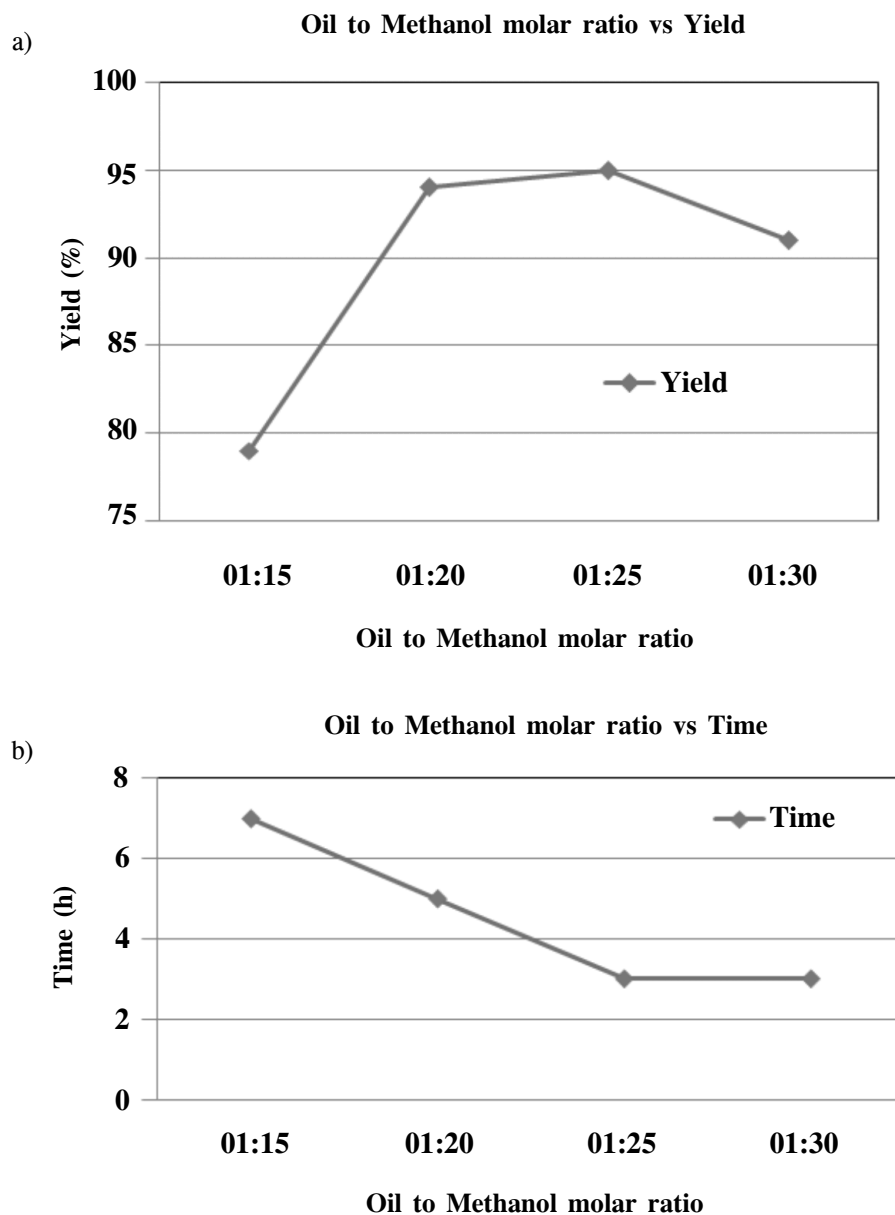 Oil to Methanol molar ratio vs Yield
a)
100
95
90
85
80
75
Yield (%)
Yield
01:15 01:20 01:25 01:30
Oil to Methanol molar ratio
Oil to Methanol molar ratio vs Time
b)
8
6
4
2
0
Time (h)
Time
01:15 01:20 01:25 01:30
Oil to Methanol molar ratio